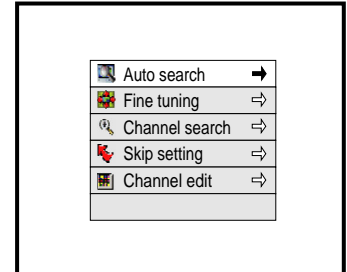 Auto search
Fine tuning
Channel search
Skip setting
Channel edit